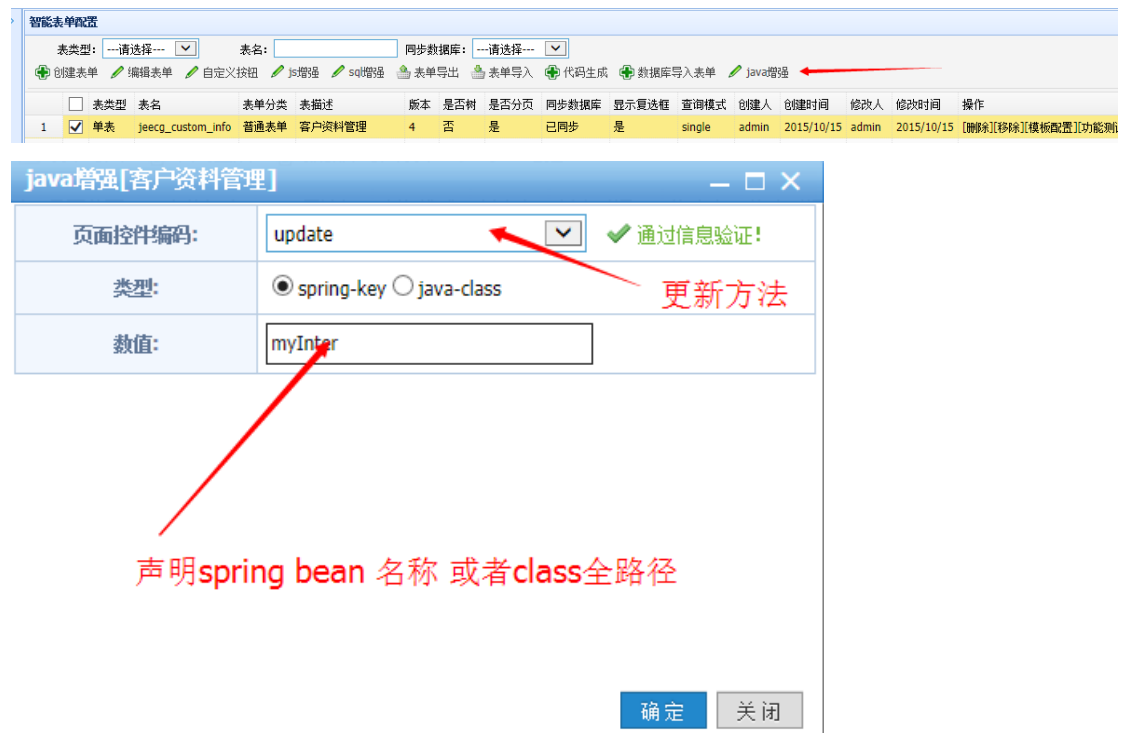 智能表单配置
表类型: ---请选择--- 表名: 同步数据库: ---请选择---
创建表单 编辑表单 自定义按钮 js增强 sql增强 表单导出 表单导入 代码生成 数据库导入表单 java增强
表类型 表名 表单分类 表描述 版本 是否树 是否分页 同步数据库 显示复选框 查询模式 创建人 创建时间 修改人 修改时间 操作
1 单表 jeecg_custom_info 普通表单 客户资料管理 4 否 是 已同步 是 single admin 2015/10/15 admin 2015/10/15 [删除][移除][模板配置][功能测
java增强[客户资料管理]
页面控件编码: update 通过信息验证!
类型: spring-key java-class
更新方法
数值: myInter
声明spring bean 名称 或者class全路径
确定 关闭